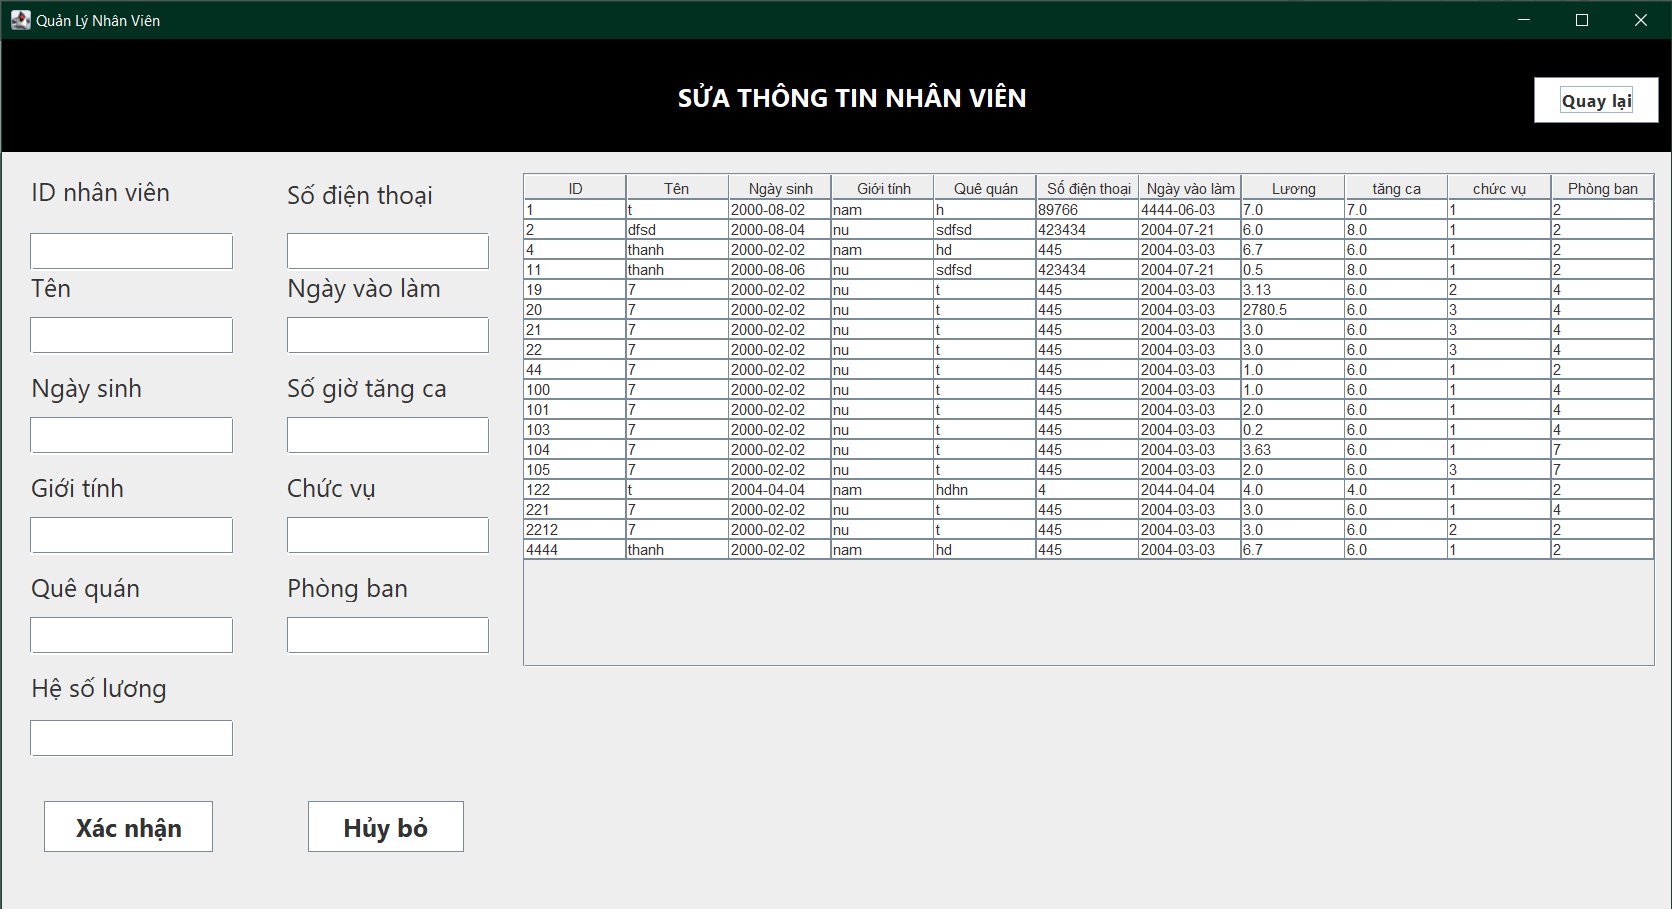 Quản Lý Nhân Viên
SỬA THÔNG TIN NHÂN VIÊN
Quay lại
ID nhân viên
Số điện thoại
Tên
Ngày vào làm
Ngày sinh
Số giờ tăng ca
Giới tính
Chức vụ
Quê quán
Phòng ban
Hệ số lương
Xác nhận
Hủy bỏ
ID Tên Ngày sinh Giới tính Quê quán Số điện thoại Ngày vào làm Lương tăng ca chức vụ Phòng ban
1 t 2000-08-02 nam h 89766 4444-06-03 7.0 7.0 1 2
2 dfsd 2000-08-04 nu sdfsd 423434 2004-07-21 6.0 8.0 1 2
4 thanh 2000-02-02 nam hd 445 2004-03-03 6.7 6.0 1 2
11 thanh 2000-08-06 nu sdfsd 423434 2004-07-21 0.5 8.0 1 2
19 7 2000-02-02 nu t 445 2004-03-03 3.13 6.0 2 4
20 7 2000-02-02 nu t 445 2004-03-03 2780.5 6.0 3 4
21 7 2000-02-02 nu t 445 2004-03-03 3.0 6.0 3 4
22 7 2000-02-02 nu t 445 2004-03-03 3.0 6.0 3 4
44 7 2000-02-02 nu t 445 2004-03-03 1.0 6.0 1 2
100 7 2000-02-02 nu t 445 2004-03-03 1.0 6.0 1 4
101 7 2000-02-02 nu t 445 2004-03-03 2.0 6.0 1 4
103 7 2000-02-02 nu t 445 2004-03-03 0.2 6.0 1 4
104 7 2000-02-02 nu t 445 2004-03-03 3.63 6.0 1 7
105 7 2000-02-02 nu t 445 2004-03-03 2.0 6.0 3 7
122 t 2004-04-04 nam hdhn 4 2044-04-04 4.0 4.0 1 2
221 7 2000-02-02 nu t 445 2004-03-03 3.0 6.0 1 4
2212 7 2000-02-02 nu t 445 2004-03-03 3.0 6.0 2 2
4444 thanh 2000-02-02 nam hd 445 2004-03-03 6.7 6.0 1 2